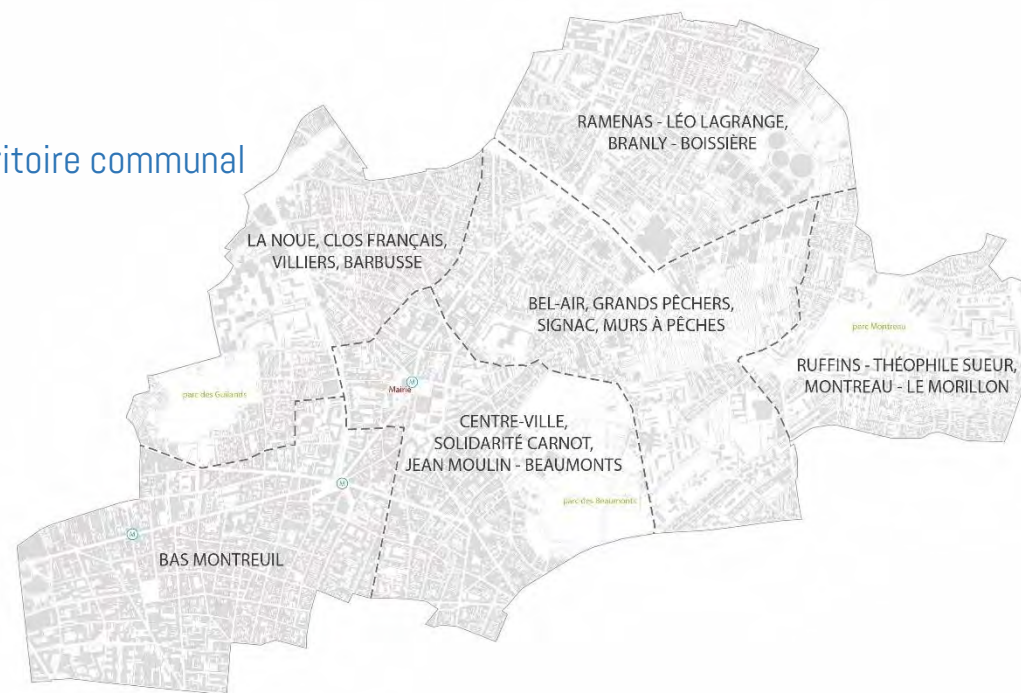 ritoire communal
RAMENAS - LÉO LAGRANGE,
BRANLY - BOISSIÈRE
LA NOUE, CLOS FRANÇAIS,
VILLIERS, BARBUSSE
BEL-AIR, GRANDS PÊCHERS,
SIGNAC, MURS À PÊCHES
parc Montreau
RUFFINS - THÉOPHILE SUEUR,
MONTREAU - LE MORILLON
M
Mairie
parc des Guilands
CENTRE-VILLE,
SOLIDARITÉ CARNOT,
JEAN MOULIN - BEAUMONTS
M
parc des Beaumonts
M
BAS MONTREUIL